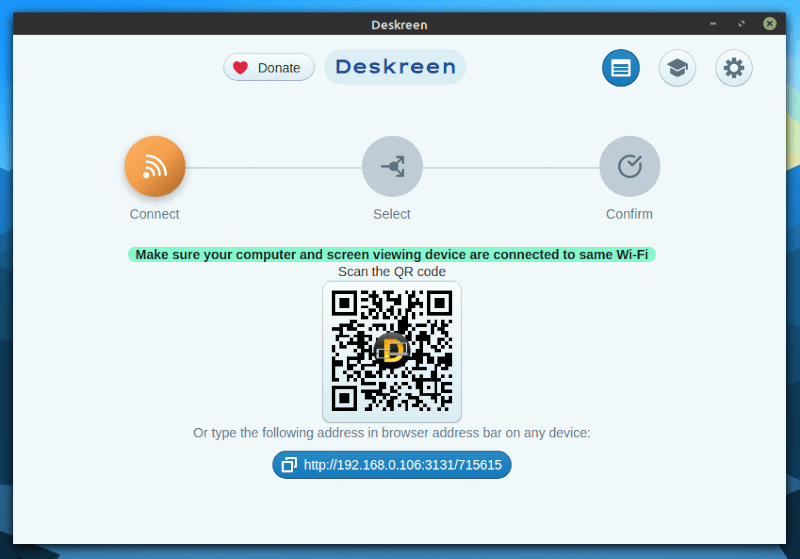 Deskreen
Donate
Deskreen
Connect
Select
Confirm
Make sure your computer and screen viewing device are connected to same Wi-Fi
Scan the QR code
D
Or type the following address in browser address bar on any device:
http://192.168.0.106:3131/715615